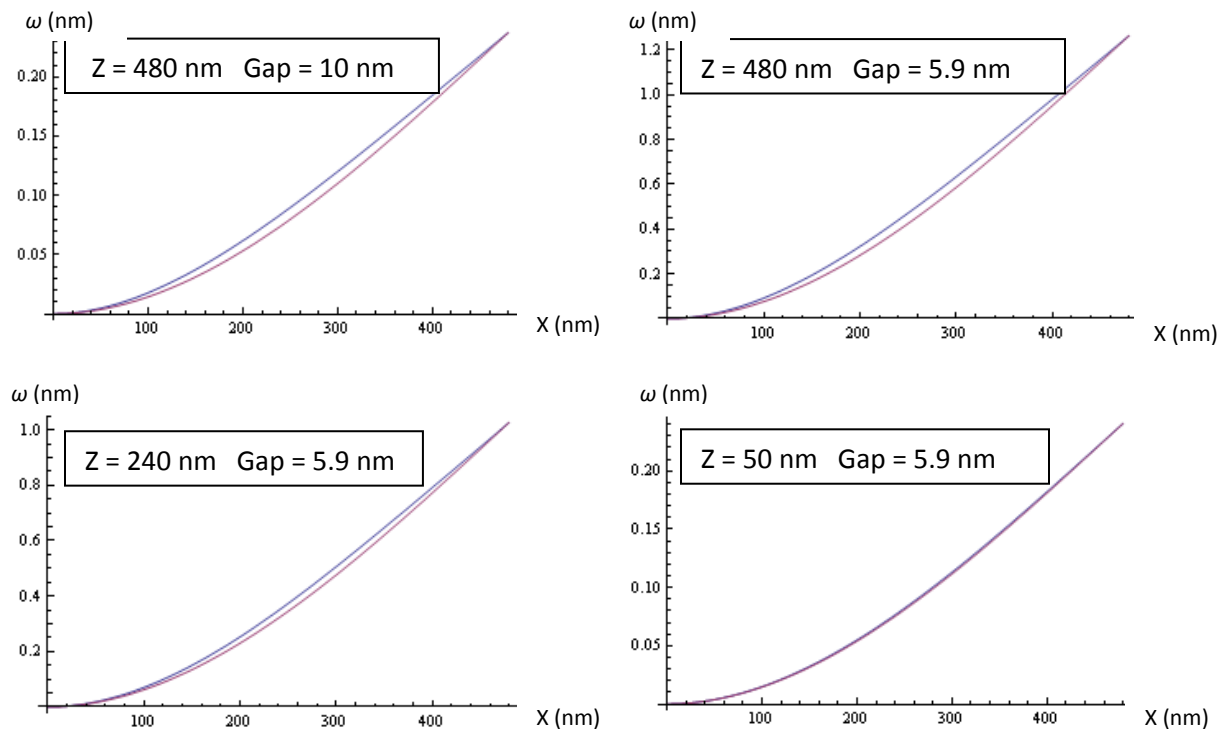 ω (nm)
Z = 480 nm Gap = 10 nm
0.20
0.15
0.10
0.05
100 200 300 400
X (nm)
ω (nm)
Z = 480 nm Gap = 5.9 nm
1.2
1.0
0.8
0.6
0.4
0.2
100 200 300 400
X (nm)
ω (nm)
Z = 240 nm Gap = 5.9 nm
1.0
0.8
0.6
0.4
0.2
100 200 300 400
X (nm)
ω (nm)
Z = 50 nm Gap = 5.9 nm
0.20
0.15
0.10
0.05
100 200 300 400
X (nm)